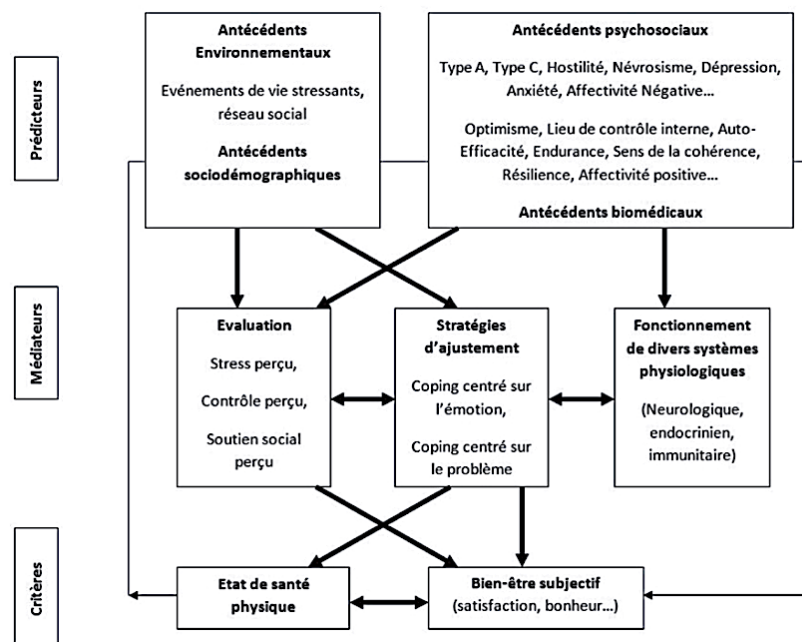 Prédicteurs
Antécédents
Environnementaux
Evénements de vie stressants,
réseau social
Antécédents
sociodémographiques
Antécédents psychosociaux
Type A, Type C, Hostilité, Névrosisme, Dépression,
Anxiété, Affectivité Négative...
Optimisme, Lieu de contrôle interne, Auto-
Efficacité, Endurance, Sens de la cohérence,
Résilience, Affectivité positive...
Antécédents biomédicaux
Médiateurs
Evaluation
Stress perçu,
Contrôle perçu,
Soutien social
perçu
Stratégies
d'ajustement
Coping centré sur
l'émotion,
Coping centré sur
le problème
Fonctionnement
de divers systèmes
physiologiques
(Neurologique,
endocrinien,
immunitaire)
Critères
Etat de santé
physique
Bien-être subjectif
(satisfaction, bonheur...)